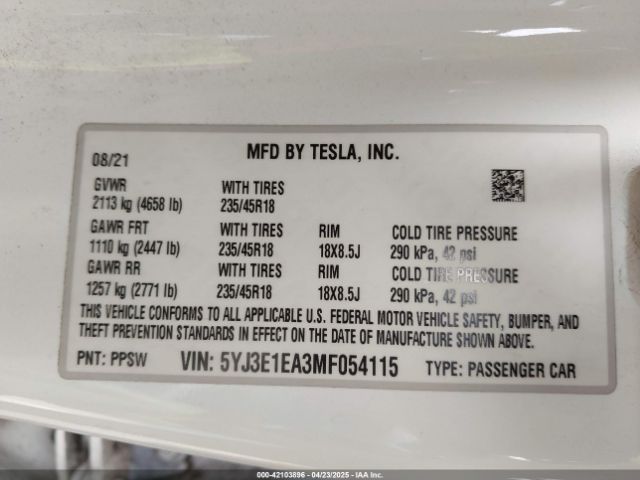 MFD BY TESLA, INC.
08/21
GVWR WITH TIRES
2113 kg (4658 lb) 235/45R18
GAWR FRT WITH TIRES RIM COLD TIRE PRESSURE
1110 kg (2447 lb) 235/45R18 18X8.5J 290 kPa, 42 psi
GAWR RR WITH TIRES RIM COLD TIRE PRESSURE
1257 kg (2771 lb) 235/45R18 18X8.5J 290 kPa, 42 psi
THIS VEHICLE CONFORMS TO ALL APPLICABLE U.S. FEDERAL MOTOR VEHICLE SAFETY, BUMPER, AND
THEFT PREVENTION STANDARDS IN EFFECT ON THE DATE OF MANUFACTURE SHOWN ABOVE.
PNT: PPSW VIN: 5YJ3E1EA3MF054115 TYPE: PASSENGER CAR
000-42103896 - 04/23/2025 - IAA Inc.